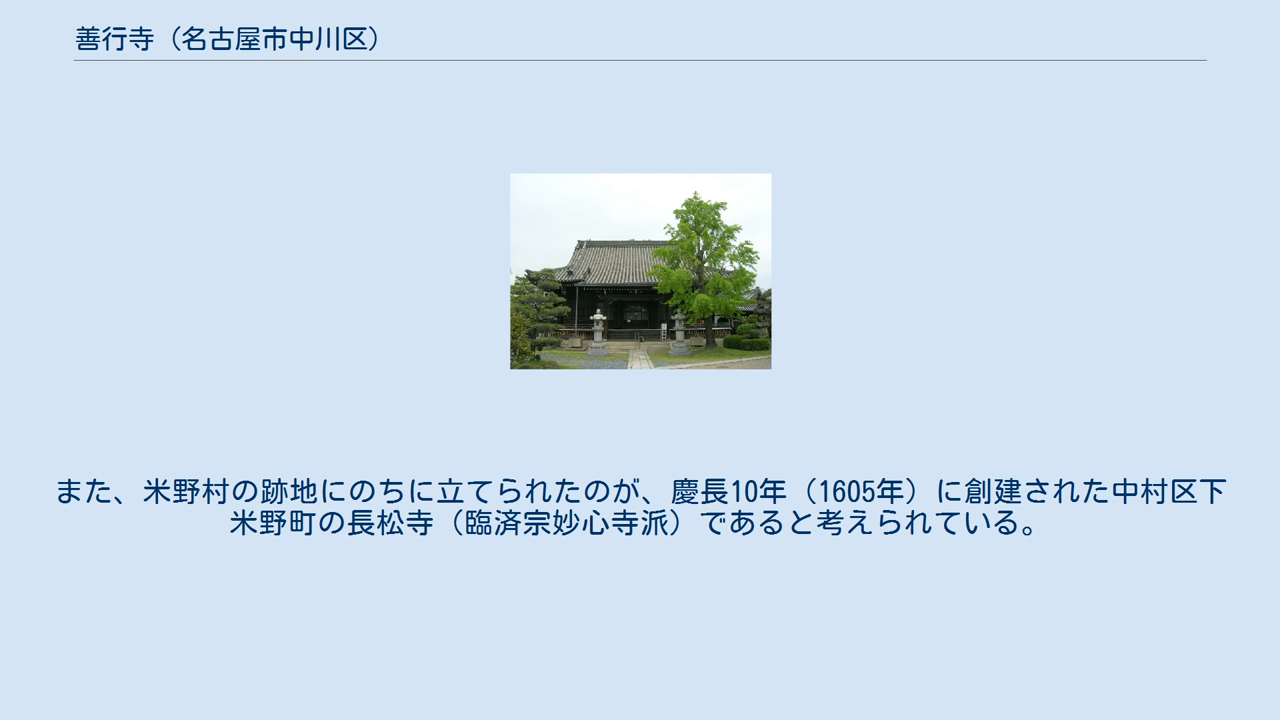 善行寺（名古屋市中川区）
また、米野村の跡地にのちに立てられたのが、慶長10年（1605年）に創建された中村区下
米野町の長松寺（臨済宗妙心寺派）であると考えられている。